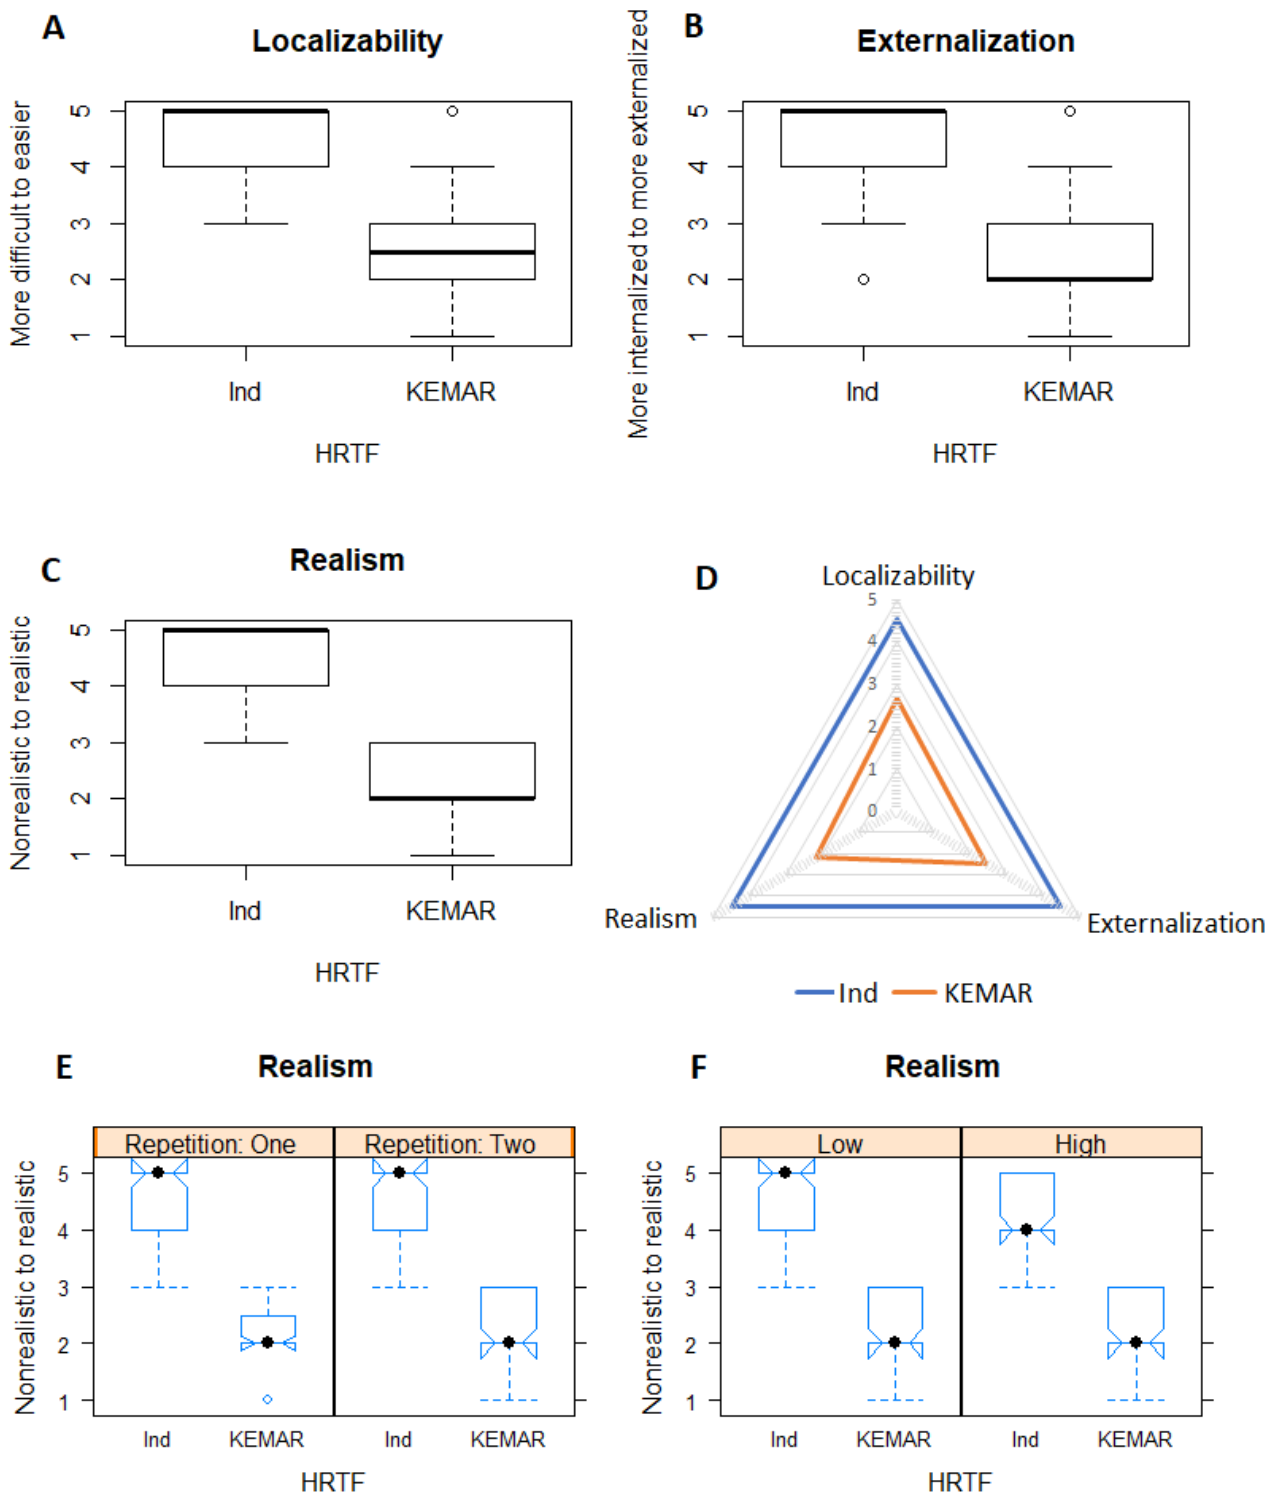 A
Localizability
More difficult to easier
5
4
3
2
1
Ind KEMAR
HRTF
B
Externalization
More internalized to more externalized
5
4
3
2
1
Ind KEMAR
HRTF
C
Realism
Nonrealistic to realistic
5
4
3
2
1
Ind KEMAR
HRTF
D
Localizability
5
4
3
2
1
0
Realism
Externalization
Ind KEMAR
E
Realism
Repetition: One Repetition: Two
Nonrealistic to realistic
5
4
3
2
1
Ind KEMAR Ind KEMAR
HRTF
F
Realism
Low High
Nonrealistic to realistic
5
4
3
2
1
Ind KEMAR Ind KEMAR
HRTF